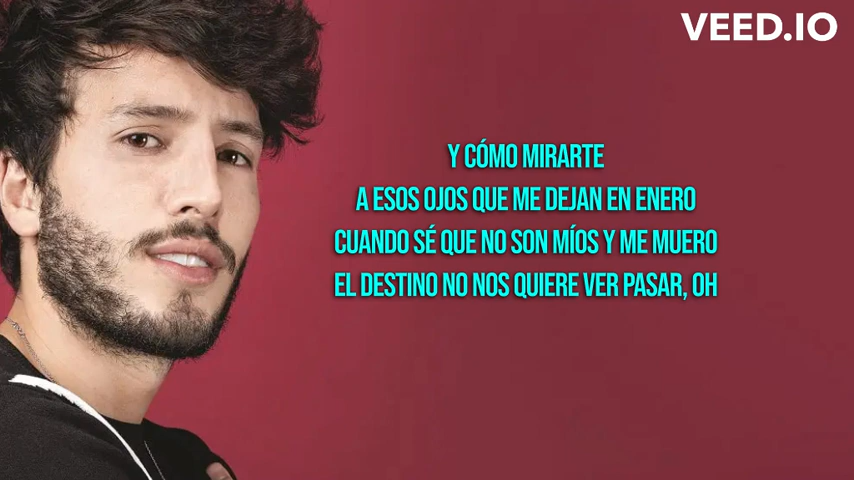 VEED.IO
Y CÓMO MIRARTE
A ESOS OJOS QUE ME DEJAN EN ENERO
CUANDO SÉ QUE NO SON MÍOS Y ME MUERO
EL DESTINO NO NOS QUIERE VER PASAR, OH